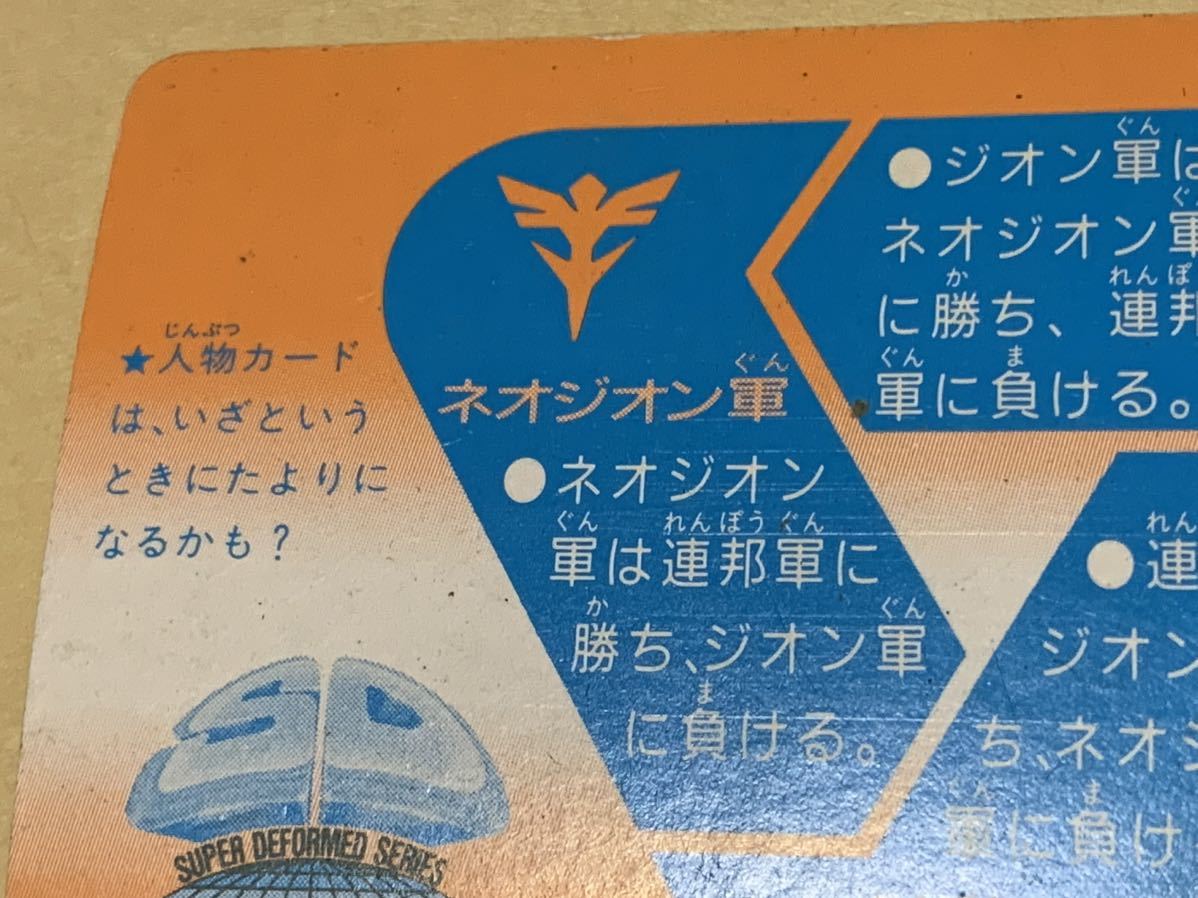 ★人物カード
は、いざという
ときにたよりに
なるかも？
ネオジオン軍
●ネオジオン
軍は連邦軍に
勝ち、ジオン軍
に負ける。
●ジオン軍は
ネオジオン軍
に勝ち、連邦
軍に負ける。
●連
ジオン
ち、ネオジ
軍に負け
SUPER DEFORMED SERIES